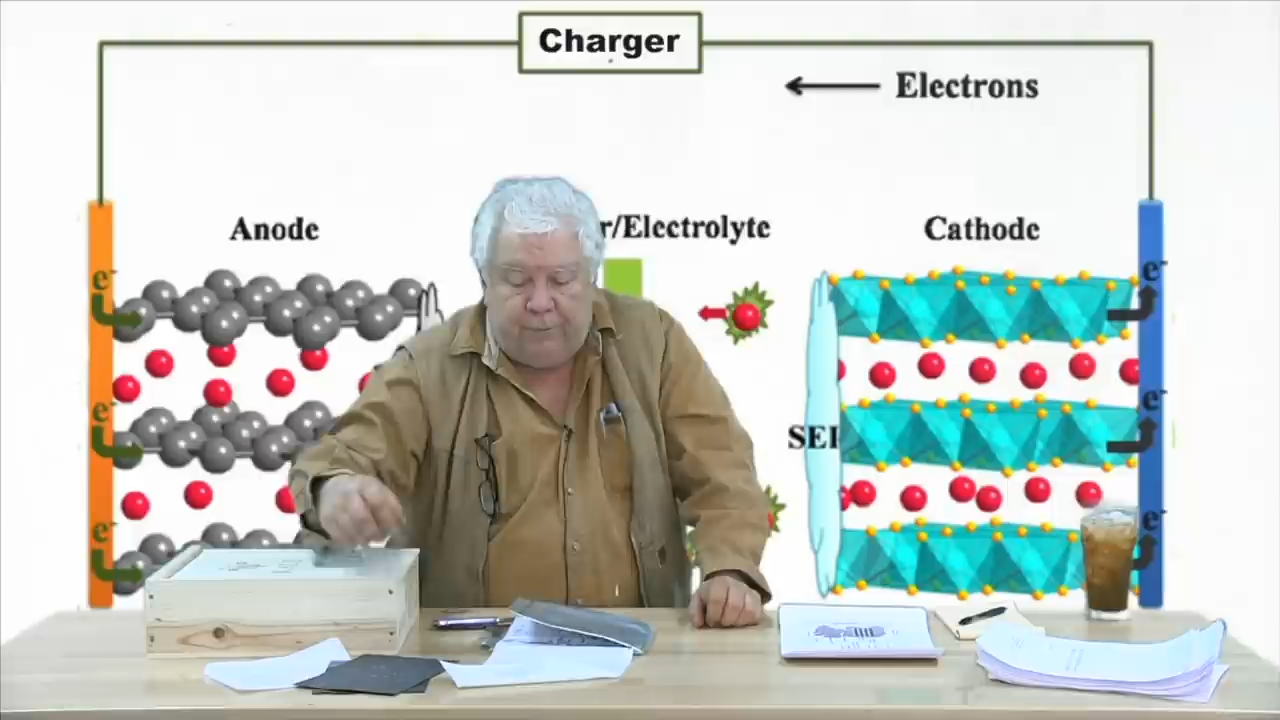 Charger
Electrons
Anode
r/Electrolyte
Cathode
e-
e-
e-
e-
e-
e-
SEI